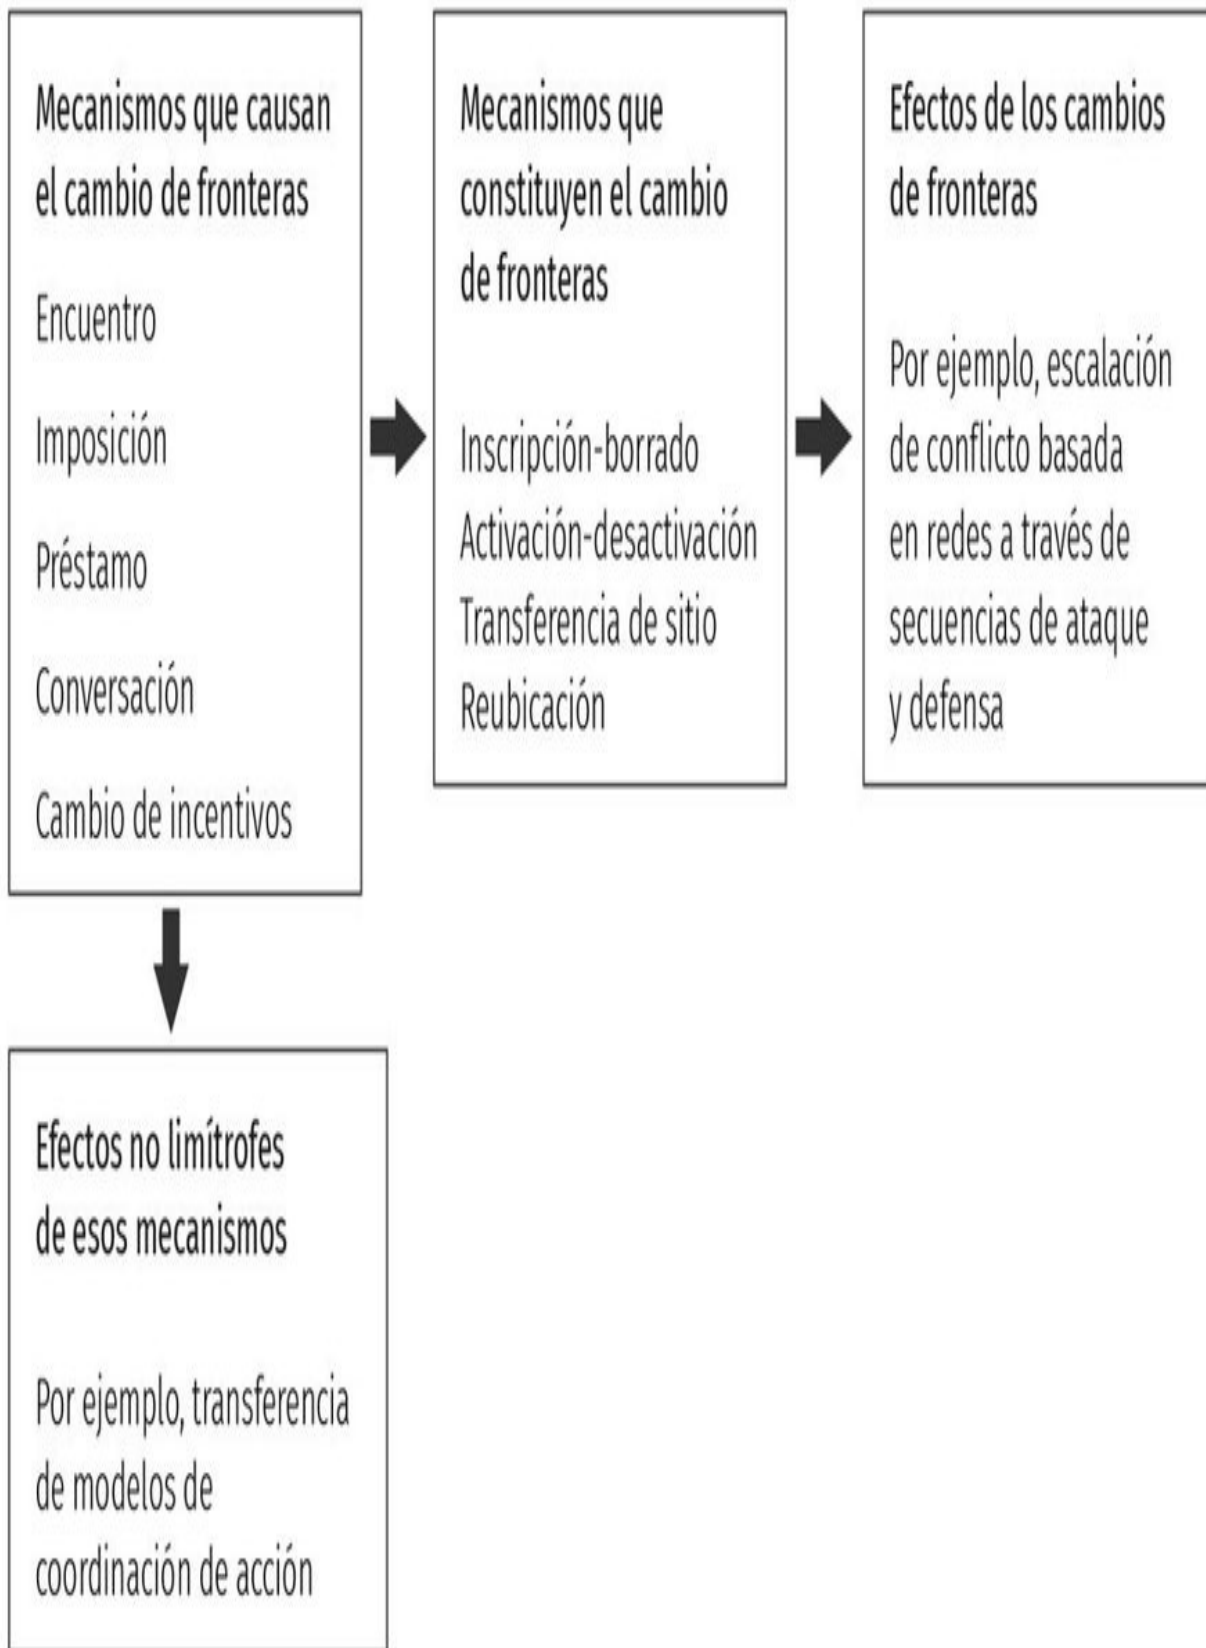 Mecanismos que causan
el cambio de fronteras
Encuentro
Imposición
Préstamo
Conversación
Cambio de incentivos
Mecanismos que
constituyen el cambio
de fronteras
Inscripción-borrado
Activación-desactivación
Transferencia de sitio
Reubicación
Efectos de los cambios
de fronteras
Por ejemplo, escalación
de conflicto basada
en redes a través de
secuencias de ataque
y defensa
Efectos no limítrofes
de esos mecanismos
Por ejemplo, transferencia
de modelos de
coordinación de acción